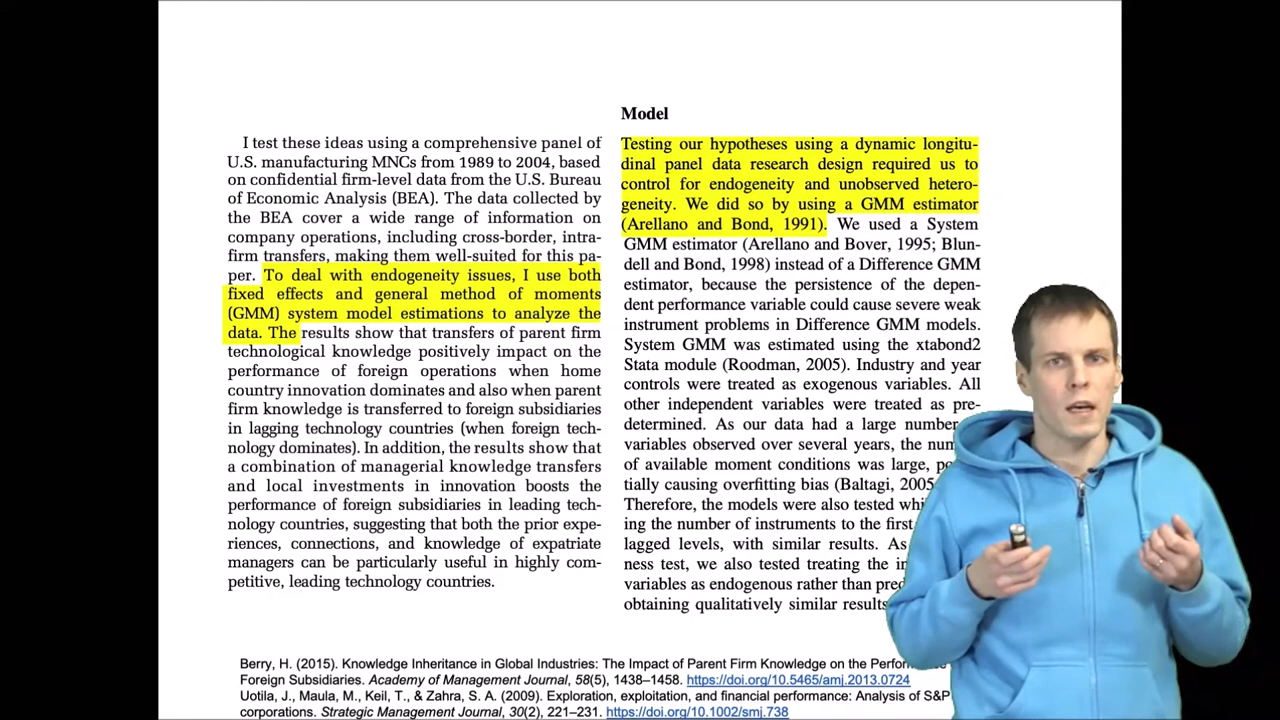 I test these ideas using a comprehensive panel of
U.S. manufacturing MNCs from 1989 to 2004, based
on confidential firm-level data from the U.S. Bureau
of Economic Analysis (BEA). The data collected by
the BEA cover a wide range of information on
company operations, including cross-border, intra-
firm transfers, making them well-suited for this pa-
per. To deal with endogeneity issues, I use both
fixed effects and general method of moments
(GMM) system model estimations to analyze the
data. The results show that transfers of parent firm
technological knowledge positively impact on the
performance of foreign operations when home
country innovation dominates and also when parent
firm knowledge is transferred to foreign subsidiaries
in lagging technology countries (when foreign tech-
nology dominates). In addition, the results show that
a combination of managerial knowledge transfers
and local investments in innovation boosts the
performance of foreign subsidiaries in leading tech-
nology countries, suggesting that both the prior expe-
riences, connections, and knowledge of expatriate
managers can be particularly useful in highly com-
petitive, leading technology countries.
Model
Testing our hypotheses using a dynamic longitu-
dinal panel data research design required us to
control for endogeneity and unobserved hetero-
geneity. We did so by using a GMM estimator
(Arellano and Bond, 1991). We used a System
GMM estimator (Arellano and Bover, 1995; Blun-
dell and Bond, 1998) instead of a Difference GMM
estimator, because the persistence of the depen-
dent performance variable could cause severe weak
instrument problems in Difference GMM models.
System GMM was estimated using the xtabond2
Stata module (Roodman, 2005). Industry and year
controls were treated as exogenous variables. All
other independent variables were treated as pre-
determined. As our data had a large number
variables observed over several years, the num
of available moment conditions was large, po
tially causing overfitting bias (Baltagi, 2005
Therefore, the models were also tested whi
ing the number of instruments to the first
lagged levels, with similar results. As
ness test, we also tested treating the in
variables as endogenous rather than pred
obtaining qualitatively similar results
Berry, H. (2015). Knowledge Inheritance in Global Industries: The Impact of Parent Firm Knowledge on the Perform
Foreign Subsidiaries. Academy of Management Journal, 58(5), 1438–1458. https://doi.org/10.5465/amj.2013.0724
Uotila, J., Maula, M., Keil, T., & Zahra, S. A. (2009). Exploration, exploitation, and financial performance: Analysis of S&P
corporations. Strategic Management Journal, 30(2), 221–231. https://doi.org/10.1002/smj.738